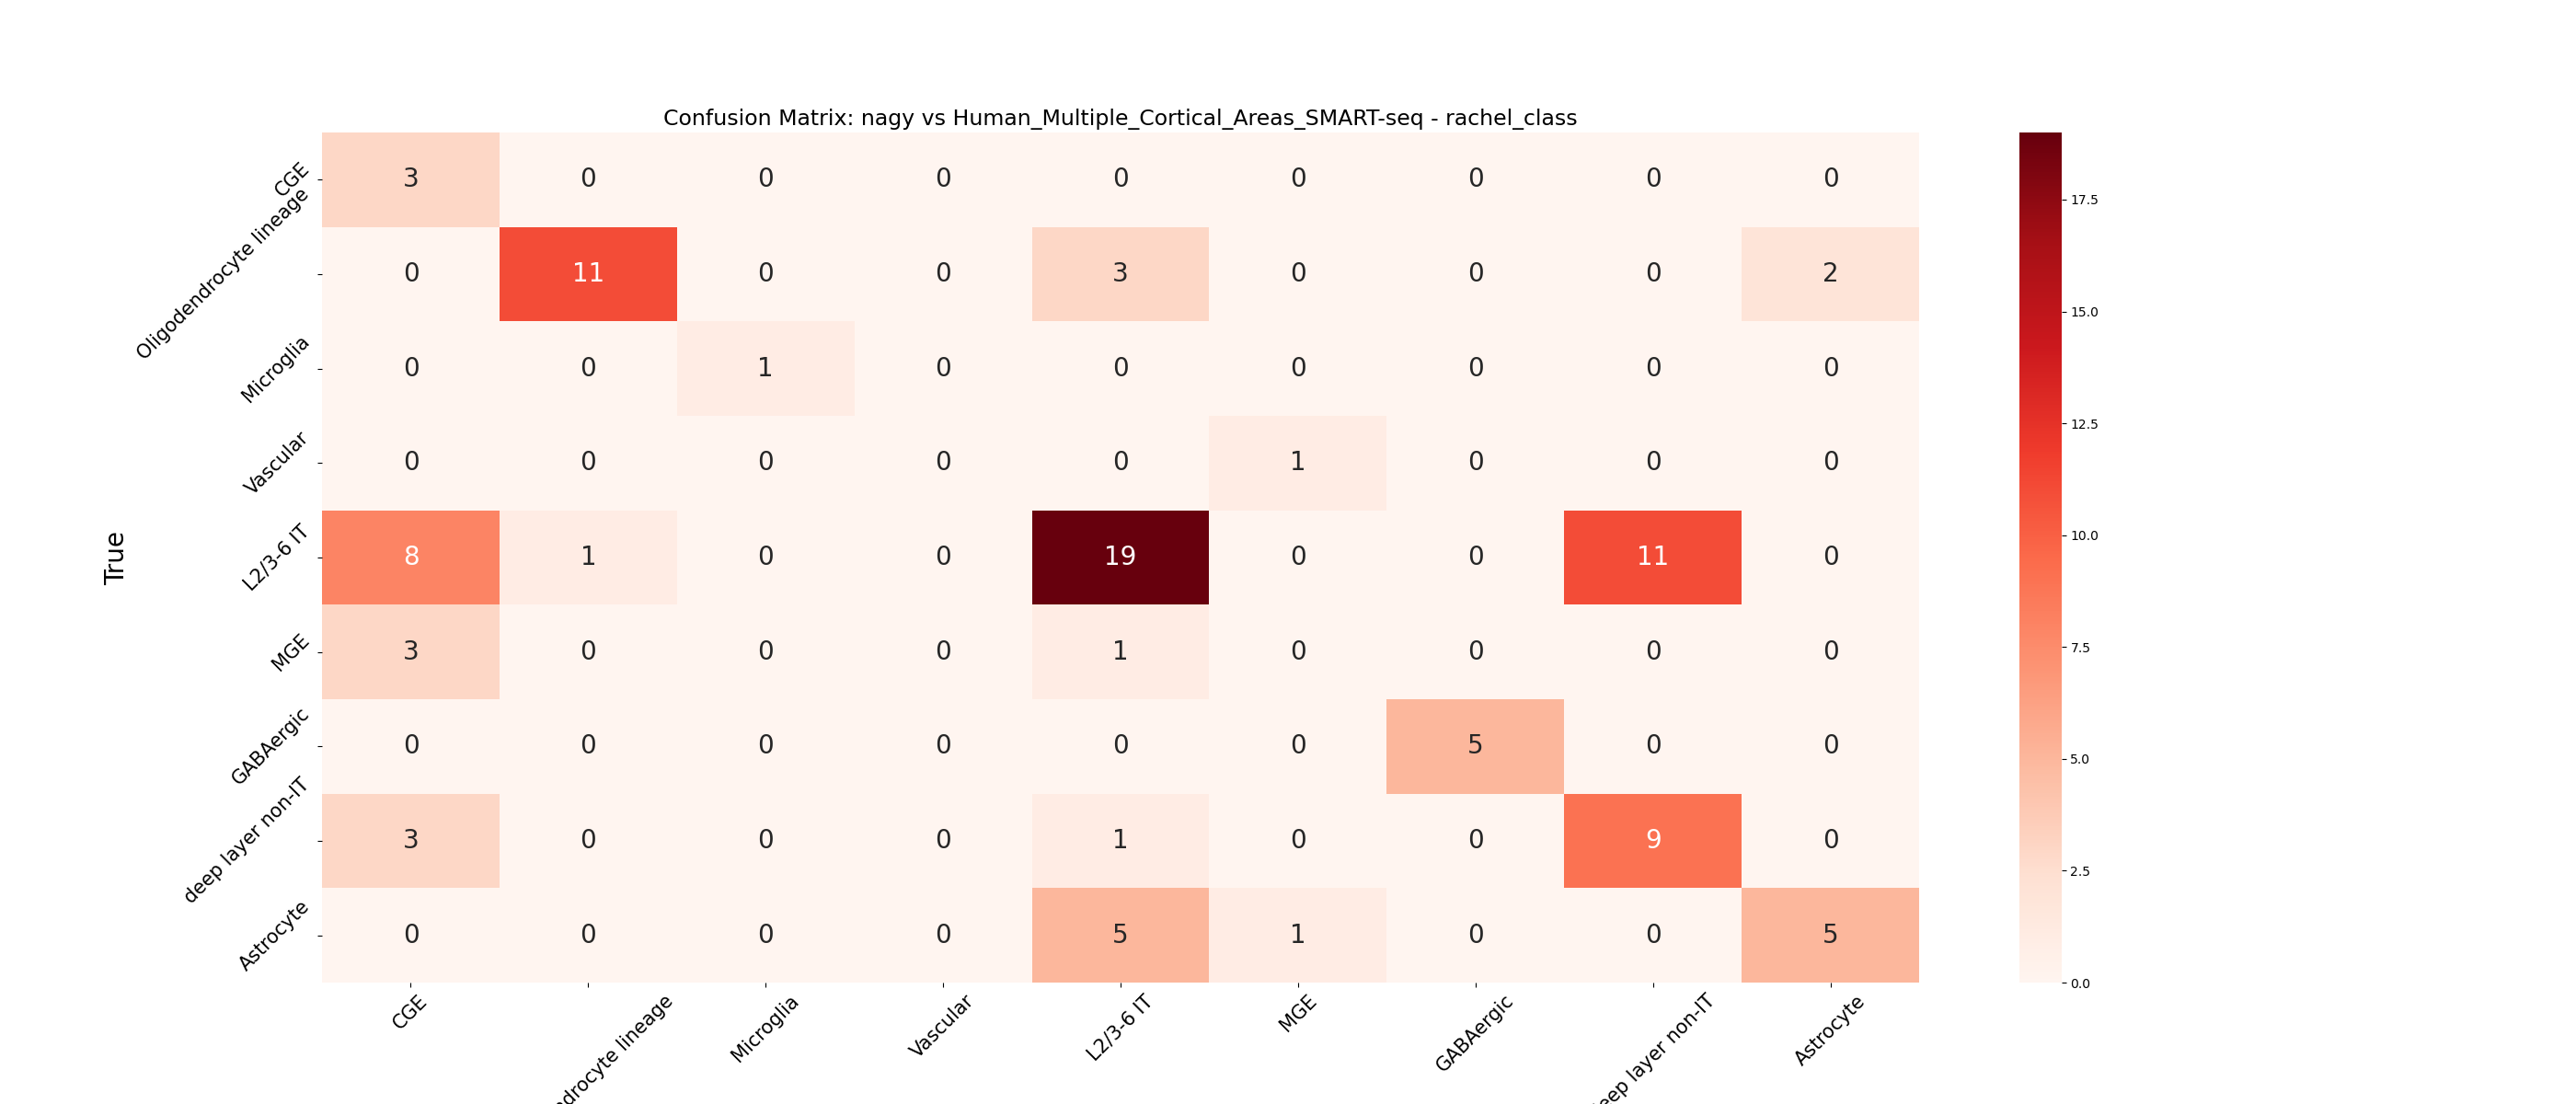 Confusion Matrix: nagy vs Human_Multiple_Cortical_Areas_SMART-seq - rachel_class
True
CGE 3 0 0 0 0 0 0 0 0
Oligodendrocyte lineage 0 11 0 0 3 0 0 0 2
Microglia 0 0 1 0 0 0 0 0 0
Vascular 0 0 0 0 0 1 0 0 0
L2/3-6 IT 8 1 0 0 19 0 0 11 0
MGE 3 0 0 0 1 0 0 0 0
GABAergic 0 0 0 0 0 0 5 0 0
deep layer non-IT 3 0 0 0 1 0 0 9 0
Astrocyte 0 0 0 0 5 1 0 0 5
CGE lineage Microglia Vascular L2/3-6 IT MGE GABAergic layer non-IT Astrocyte
17.5
15.0
12.5
10.0
7.5
5.0
2.5
0.0